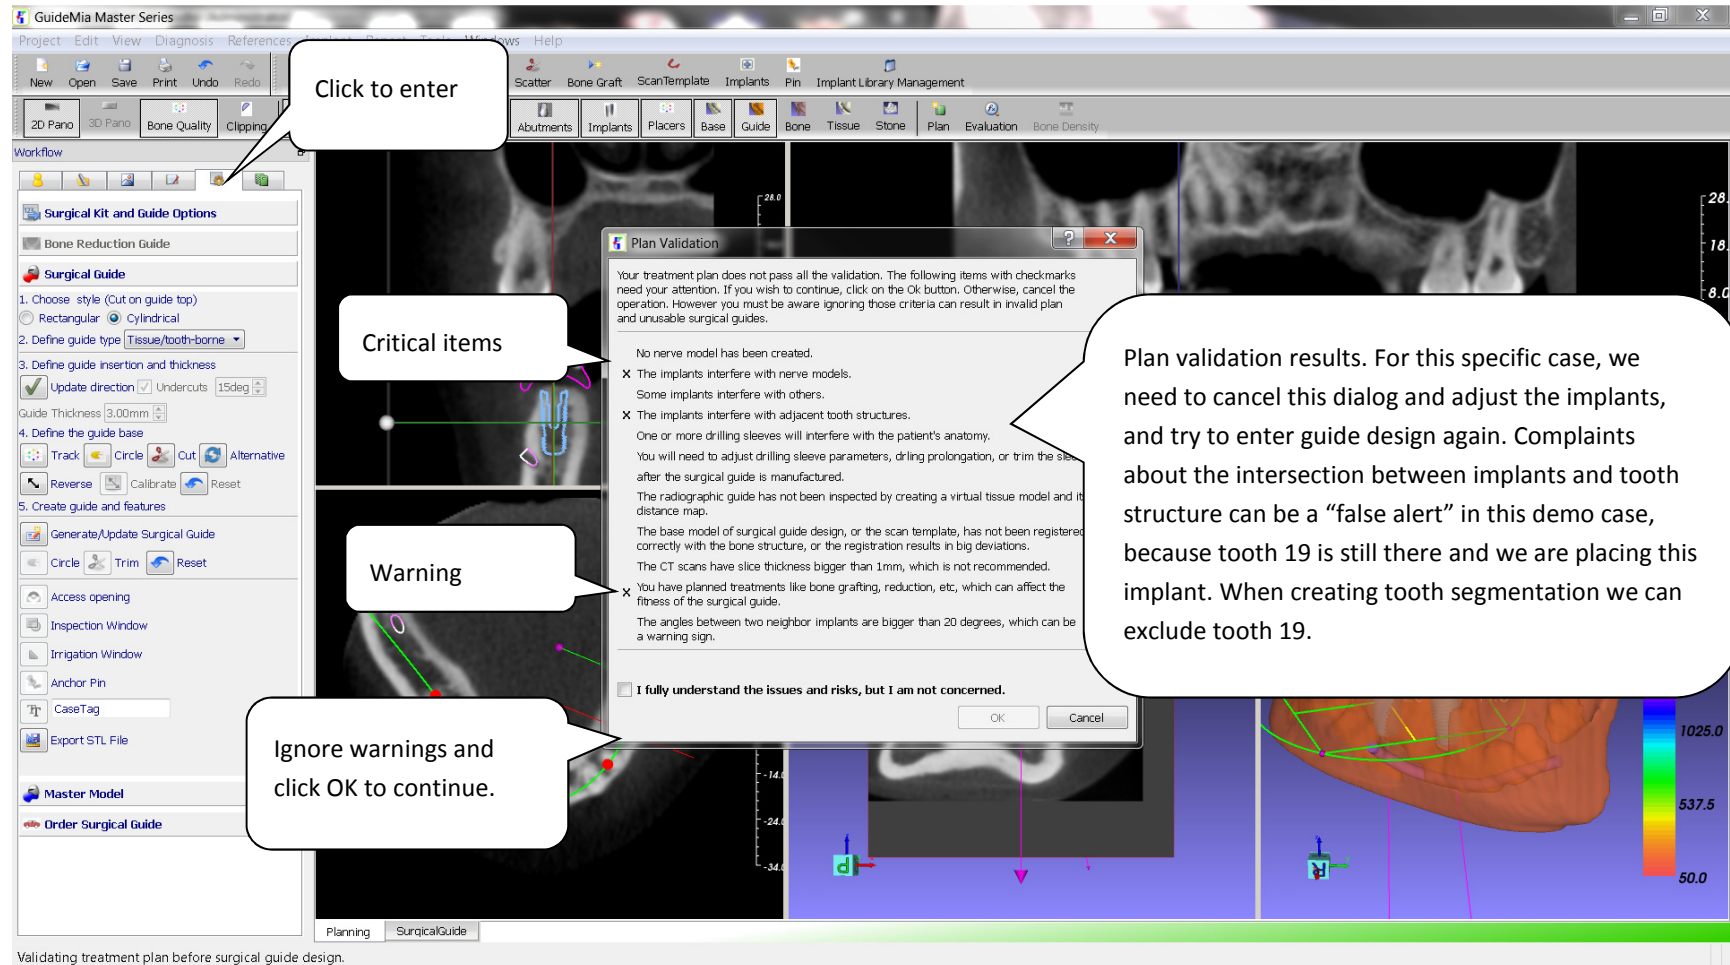 GuideMia Master Series
Project Edit View Diagnosis References Implant Report Tools Windows Help
New Open Save Print Undo Redo
Scatter Bone Graft ScanTemplate Implants Pin Implant Library Management
2D Pano 3D Pano Bone Quality Clipping
Abutments Implants Placers Base Guide Bone Tissue Stone Plan Evaluation Bone Density
Click to enter
Workflow
Surgical Kit and Guide Options
Bone Reduction Guide
Surgical Guide
1. Choose style (Cut on guide top)
Rectangular Cylindrical
2. Define guide type Tissue/tooth-borne
3. Define guide insertion and thickness
Update direction Undercuts 15deg
Guide Thickness 3.00mm
4. Define the guide base
Track Circle Cut Alternative
Reverse Calibrate Reset
5. Create guide and features
Generate/Update Surgical Guide
Circle Trim Reset
Access opening
Inspection Window
Irrigation Window
Anchor Pin
CaseTag
Export STL File
Master Model
Order Surgical Guide
28.0
28.
18.
8.0
Plan Validation
Your treatment plan does not pass all the validation. The following items with checkmarks
need your attention. If you wish to continue, click on the Ok button. Otherwise, cancel the
operation. However you must be aware ignoring those criteria can result in invalid plan
and unusable surgical guides.
No nerve model has been created.
X The implants interfere with nerve models.
Some implants interfere with others.
X The implants interfere with adjacent tooth structures.
One or more drilling sleeves will interfere with the patient's anatomy.
You will need to adjust drilling sleeve parameters, drling prolongation, or trim the slee
after the surgical guide is manufactured.
The radiographic guide has not been inspected by creating a virtual tissue model and it
distance map.
The base model of surgical guide design, or the scan template, has not been registered
correctly with the bone structure, or the registration results in big deviations.
The CT scans have slice thickness bigger than 1mm, which is not recommended.
X You have planned treatments like bone grafting, reduction, etc, which can affect the
fitness of the surgical guide.
The angles between two neighbor implants are bigger than 20 degrees, which can be
a warning sign.
I fully understand the issues and risks, but I am not concerned.
OK Cancel
Critical items
Warning
Ignore warnings and
click OK to continue.
Plan validation results. For this specific case, we
need to cancel this dialog and adjust the implants,
and try to enter guide design again. Complaints
about the intersection between implants and tooth
structure can be a “false alert” in this demo case,
because tooth 19 is still there and we are placing this
implant. When creating tooth segmentation we can
exclude tooth 19.
-14.0
-24.0
-34.0
P
R
1025.0
537.5
50.0
Planning SurgicalGuide
Validating treatment plan before surgical guide design.